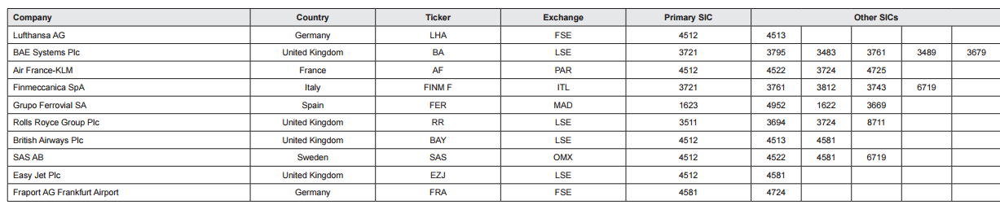 Company Country Ticker Exchange Primary SIC Other SICs
Lufthansa AG Germany LHA FSE 4512 4513
BAE Systems Plc United Kingdom BA LSE 3721 3795 3483 3761 3489 3679
Air France-KLM France AF PAR 4512 4522 3724 4725
Finmeccanica SpA Italy FINM F ITL 3721 3761 3812 3743 6719
Grupo Ferrovial SA Spain FER MAD 1623 4952 1622 3669
Rolls Royce Group Plc United Kingdom RR LSE 3511 3694 3724 8711
British Airways Plc United Kingdom BAY LSE 4512 4513 4581
SAS AB Sweden SAS OMX 4512 4522 4581 6719
Easy Jet Plc United Kingdom EZJ LSE 4512 4581
Fraport AG Frankfurt Airport Germany FRA FSE 4581 4724